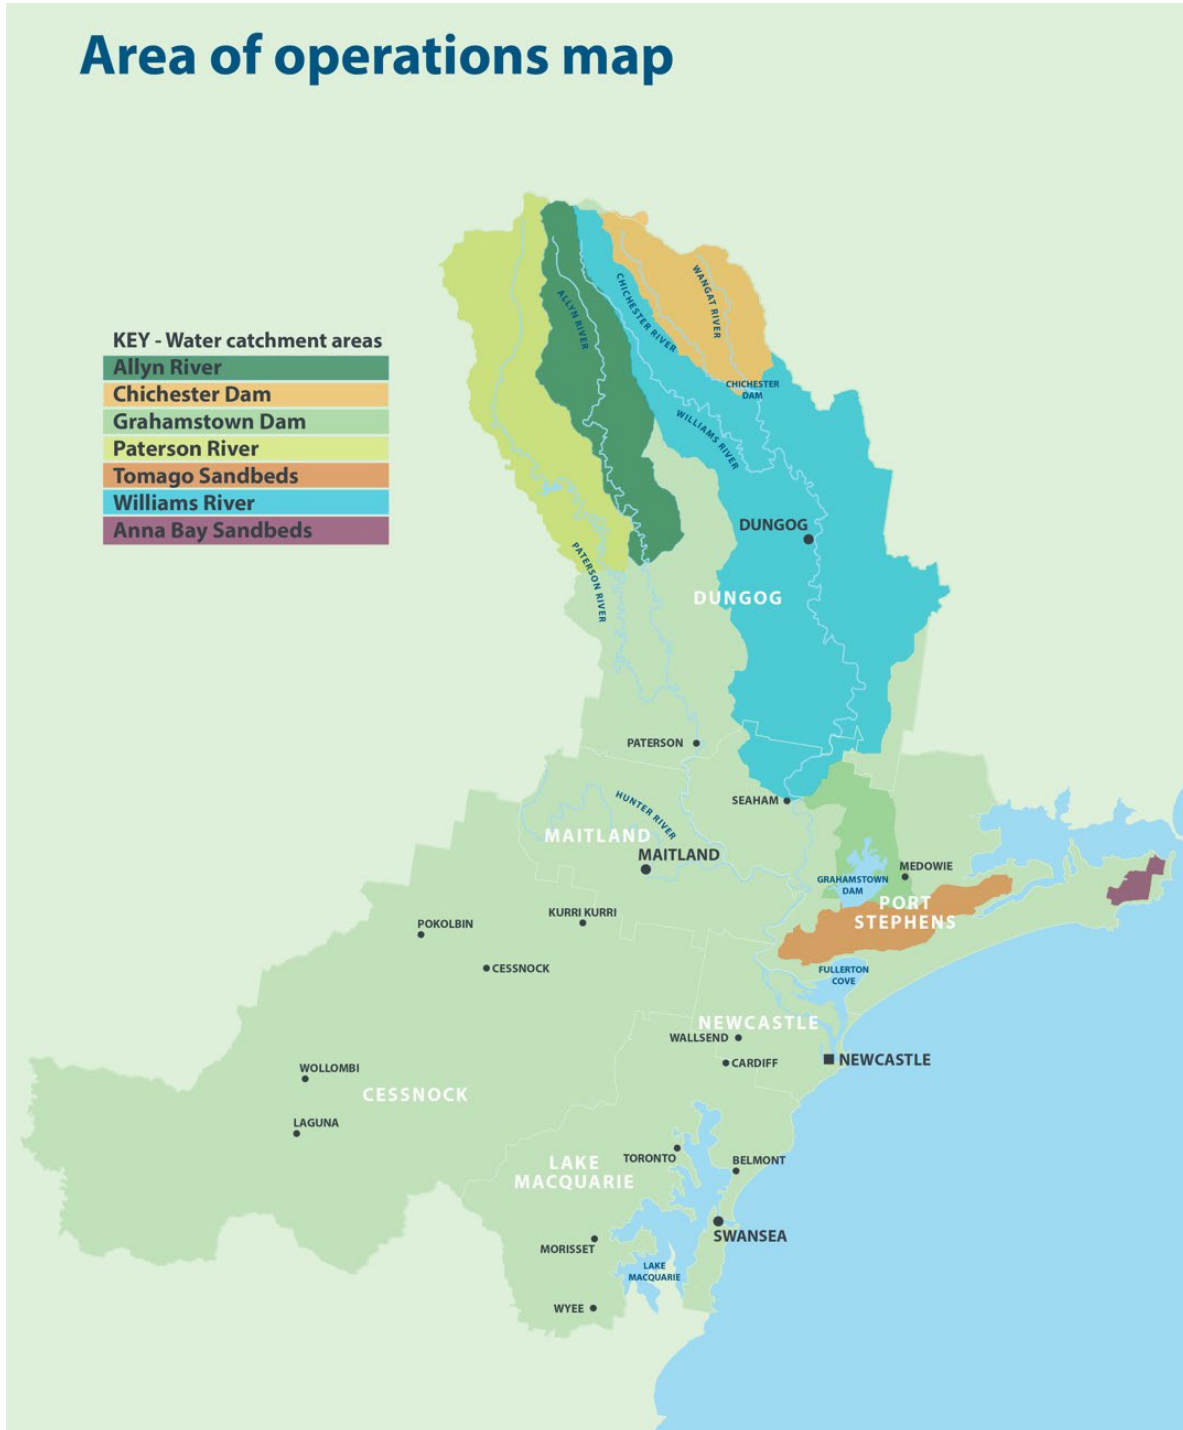 Area of operations map
KEY - Water catchment areas
Allyn River
Chichester Dam
Grahamstown Dam
Paterson River
Tomago Sandbeds
Williams River
Anna Bay Sandbeds
ALLYN RIVER
CHICHESTER RIVER
WANGAT RIVER
CHICHESTER
DAM
WILLIAMS RIVER
DUNGOG
PATERSON RIVER
DUNGOG
PATERSON
SEAHAM
HUNTER RIVER
MAITLAND
MAITLAND
MEDOWIE
GRAHAMSTOWN
DAM
PORT
STEPHENS
KURRI KURRI
POKOLBIN
CESSNOCK
FULLERTON
COVE
NEWCASTLE
WALLSEND
NEWCASTLE
CARDIFF
WOLLOMBI
CESSNOCK
LAGUNA
TORONTO
BELMONT
LAKE
MACQUARIE
SWANSEA
MORISSET
LAKE
MACQUARIE
WYEE